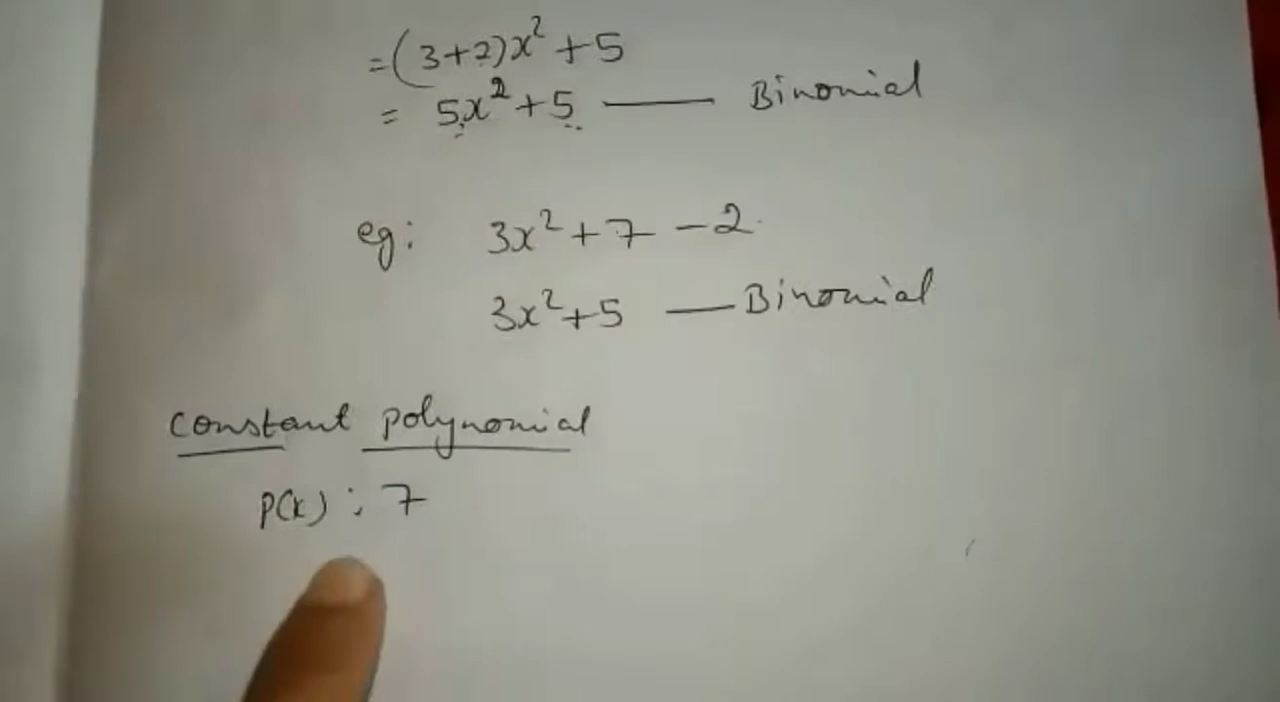 =(3+2)x²+5
= 5x²+5 — Binomial
eg: 3x²+7-2
3x²+5 — Binomial
constant polynomial
P(x) : 7